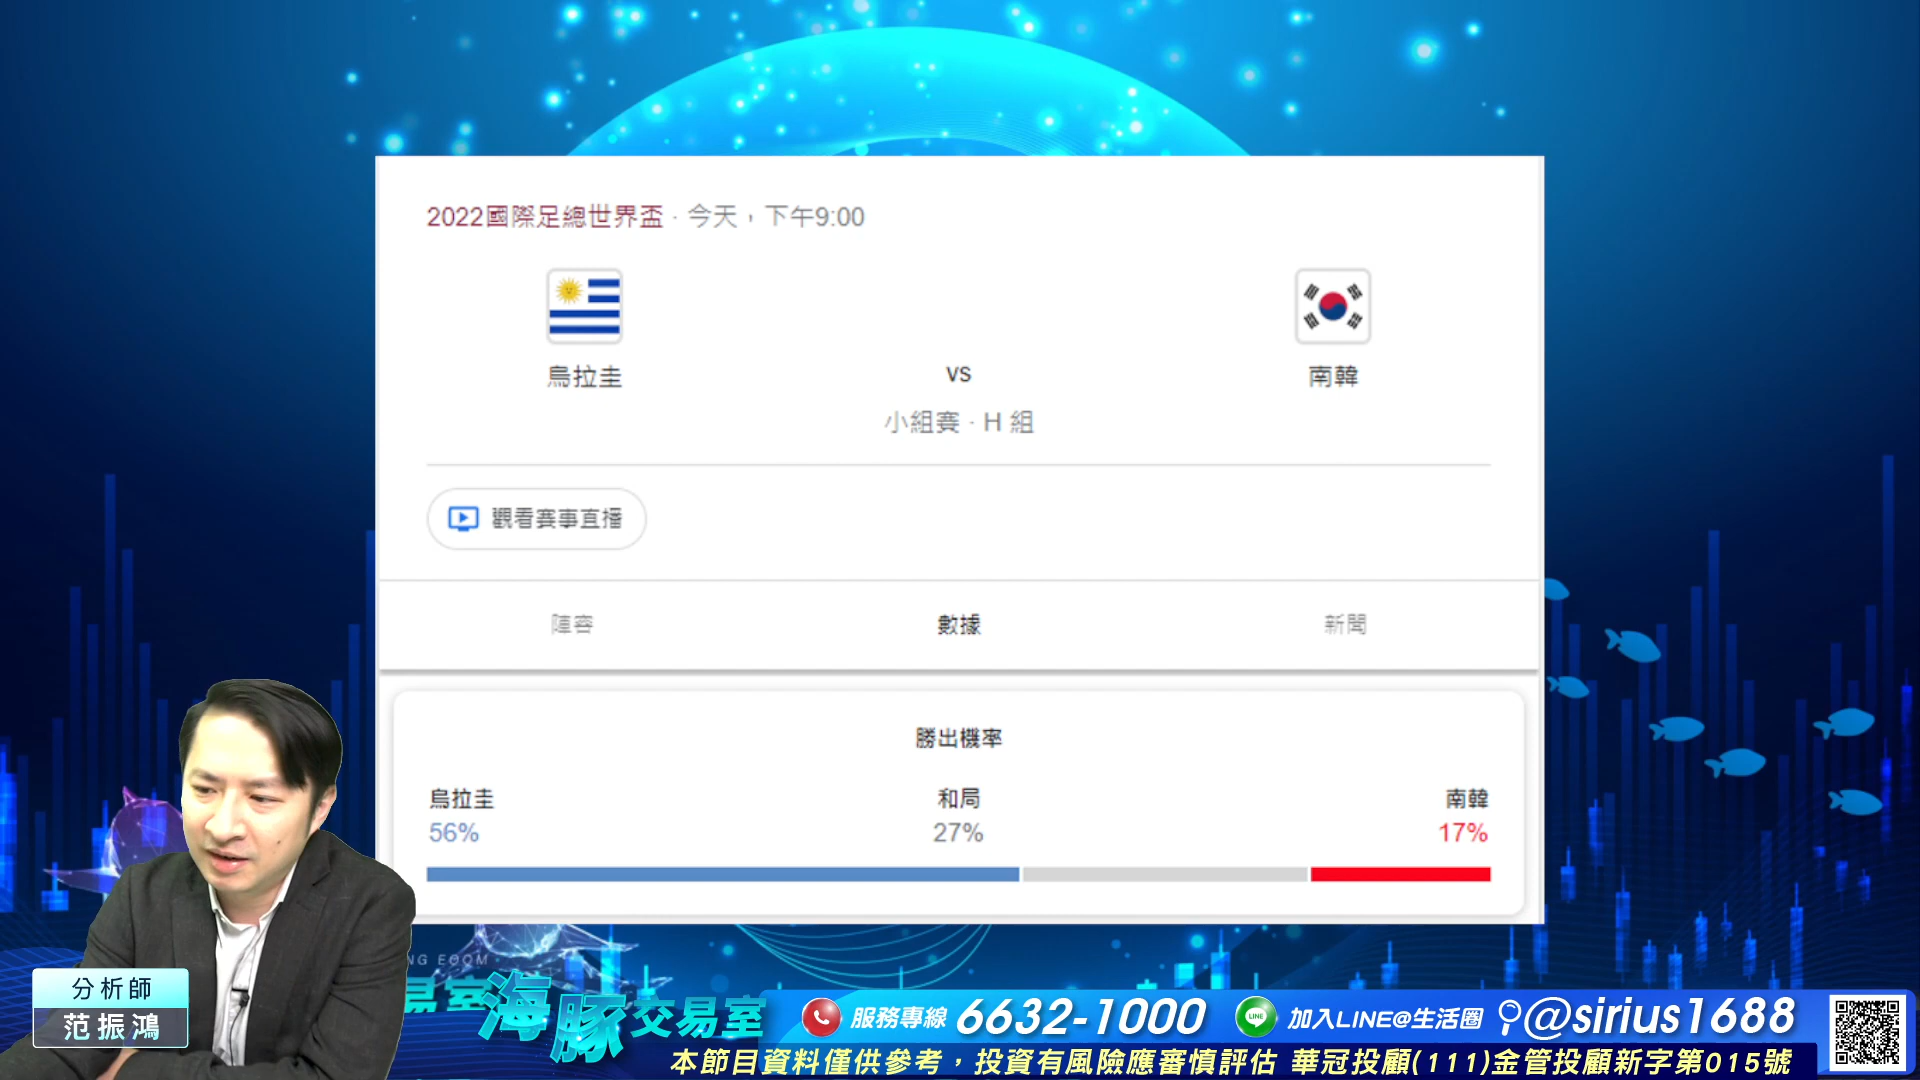 2022國際足總世界盃 · 今天，下午9:00
烏拉圭
vs
南韓
小組賽 · H 組
觀看賽事直播
陣容
數據
新聞
勝出機率
烏拉圭
和局
南韓
56%
27%
17%
NG EOOM
易室
海豚交易室
分析師
范振鴻
服務專線 6632-1000
LINE
加入LINE@生活圈
@sirius1688
本節目資料僅供參考，投資有風險應審慎評估 華冠投顧(111)金管投顧新字第015號